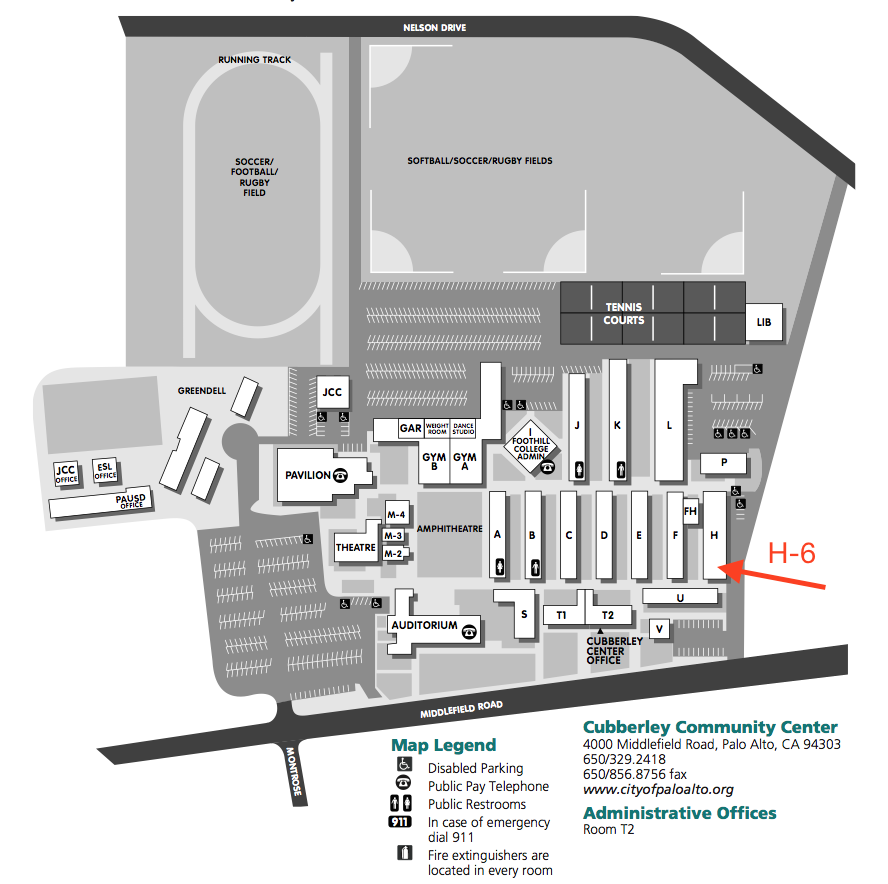 NELSON DRIVE
RUNNING TRACK
SOCCER/
FOOTBALL/
RUGBY
FIELD
SOFTBALL/SOCCER/RUGBY FIELDS
TENNIS
COURTS
LIB
GREENDELL
JCC
GAR
WEIGHT
ROOM
DANCE
STUDIO
GYM
B
GYM
A
I
FOOTHILL
COLLEGE
ADMIN
J
K
L
P
JCC
OFFICE
ESL
OFFICE
PAUSD
OFFICE
PAVILION
M-4
M-3
M-2
THEATRE
AMPHITHEATRE
A
B
C
D
E
F
FH
H
H-6
AUDITORIUM
S
T1
T2
U
V
CUBBERLEY
CENTER
OFFICE
MIDDLEFIELD ROAD
MONTROSE
Map Legend
Disabled Parking
Public Pay Telephone
Public Restrooms
911 In case of emergency
dial 911
Fire extinguishers are
located in every room
Cubberley Community Center
4000 Middlefield Road, Palo Alto, CA 94303
650/329.2418
650/856.8756 fax
www.cityofpaloalto.org
Administrative Offices
Room T2